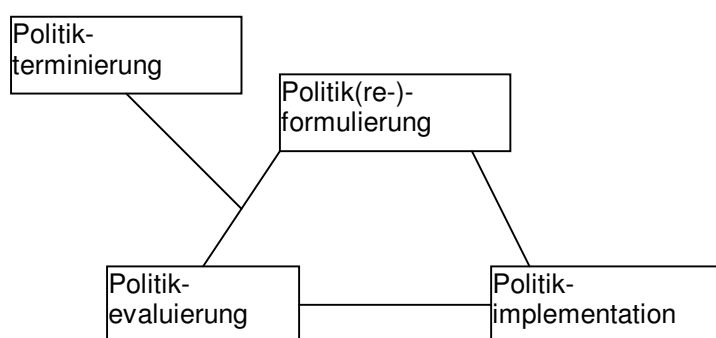 Politik-
terminierung
Politik(re-)-
formulierung
Politik-
evaluierung
Politik-
implementation